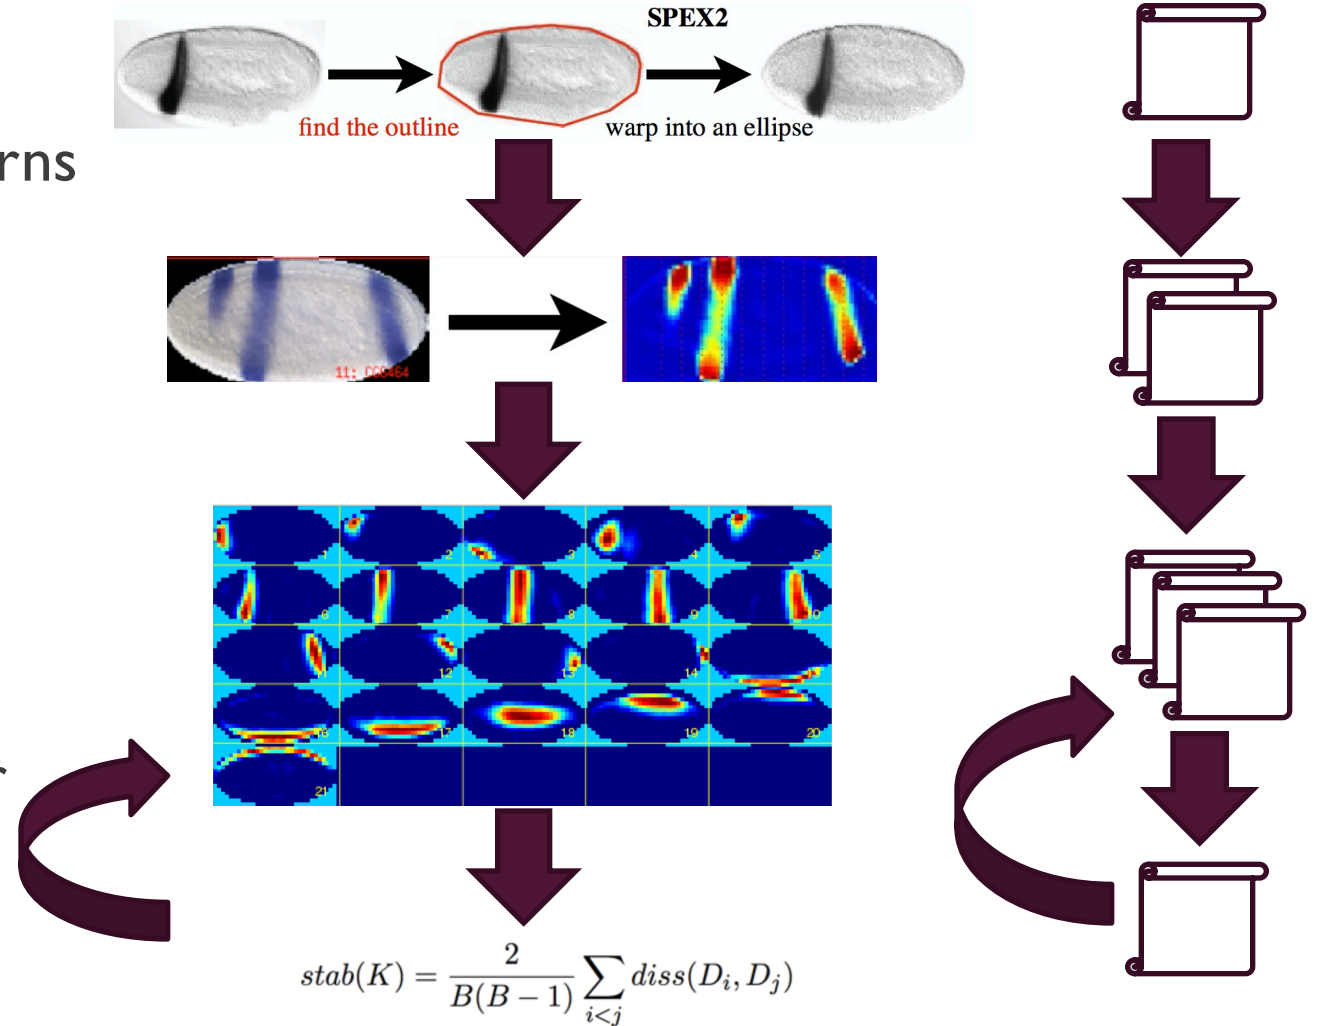 SPEX2
find the outline
warp into an ellipse
rns
11: CG8464
1 2 3 4 5
6 7 8 9 10
11 12 13 14 15
16 17 18 19 20
21
r
stab(K) = \frac{2}{B(B-1)} \sum_{i<j} diss(D_i, D_j)